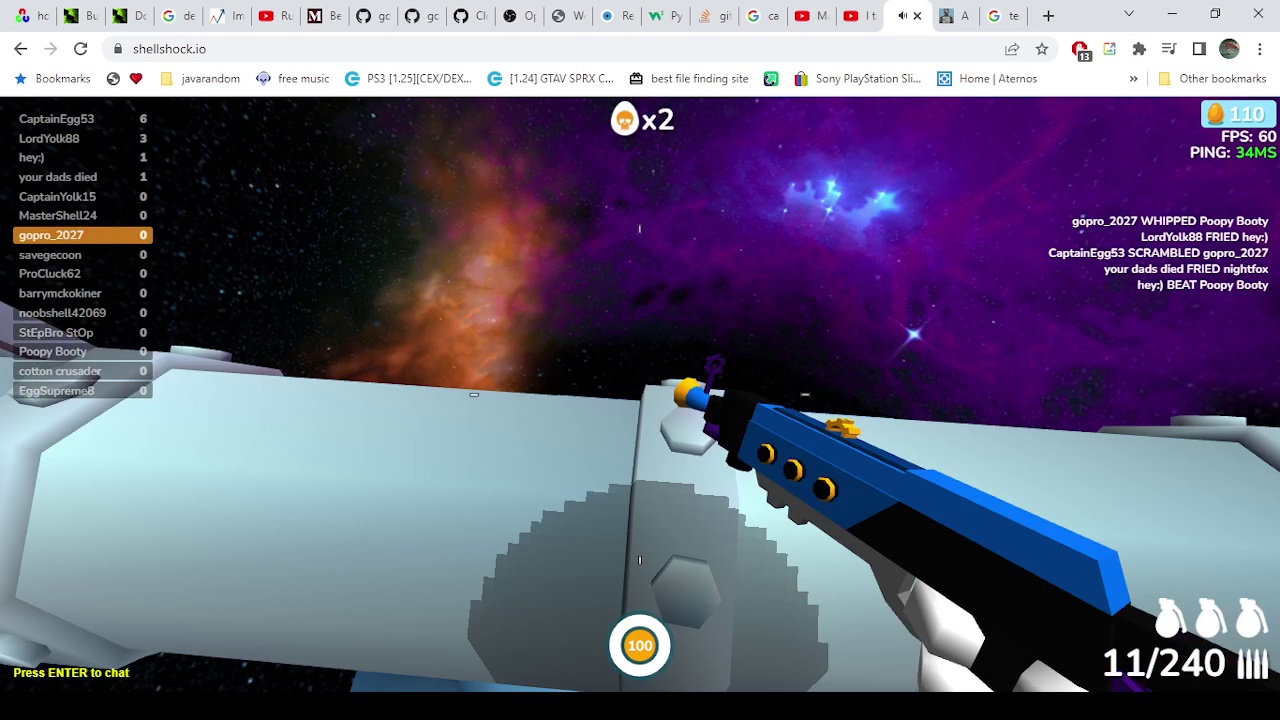 hc
Bu
Dc
de
Im
Ru
Be
gc
gc
Cl
Op
W
Re
Py
git
ca
M
I t
A
te
shellshock.io
13
Bookmarks
javarandom
free music
PS3 [1.25](CEX/DEX...
[1.24] GTAV SPRX C...
best file finding site
Sony PlayStation Sli...
Home | Aternos
»
Other bookmarks
CaptainEgg53 6
LordYolk88 3
hey:) 1
your dads died 1
CaptainYolk15 0
MasterShell24 0
gopro_2027 0
savegecoon 0
ProCluck62 0
barrymckokiner 0
noobshell42069 0
StEpBro StOp 0
Poopy Booty 0
cotton crusader 0
EggSupreme8 0
x2
110
FPS: 60
PING: 34MS
gopro_2027 WHIPPED Poopy Booty
LordYolk88 FRIED hey:)
CaptainEgg53 SCRAMBLED gopro_2027
your dads died FRIED nightfox
hey:) BEAT Poopy Booty
100
11/240
Press ENTER to chat